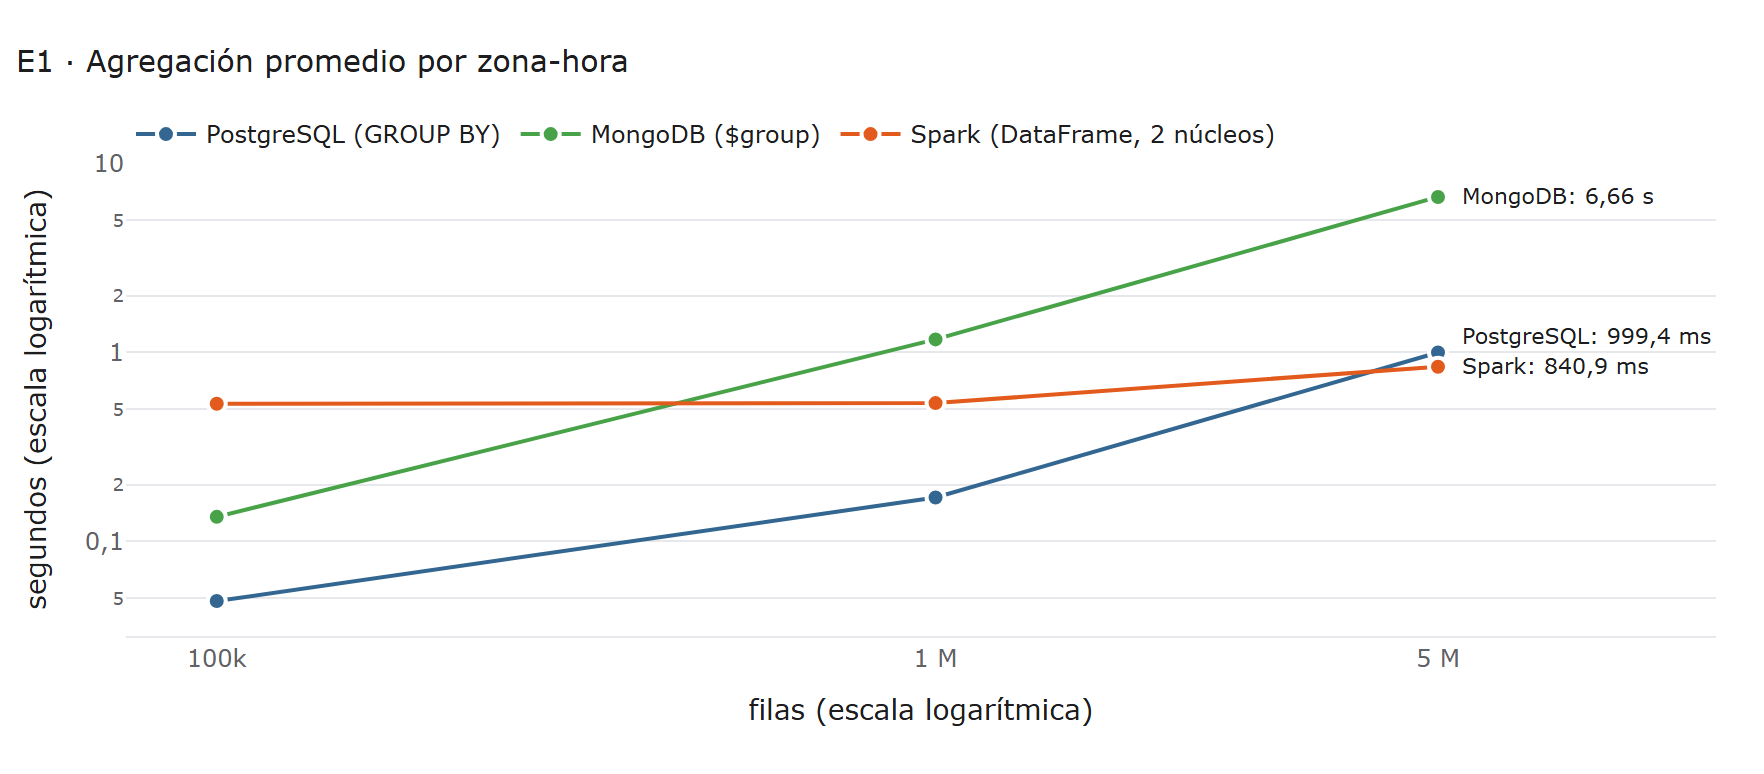 E1 · Agregación promedio por zona-hora
PostgreSQL (GROUP BY) MongoDB ($group) Spark (DataFrame, 2 núcleos)
segundos (escala logarítmica)
10
5
2
1
5
2
0,1
5
MongoDB: 6,66 s
PostgreSQL: 999,4 ms
Spark: 840,9 ms
100k 1 M 5 M
filas (escala logarítmica)